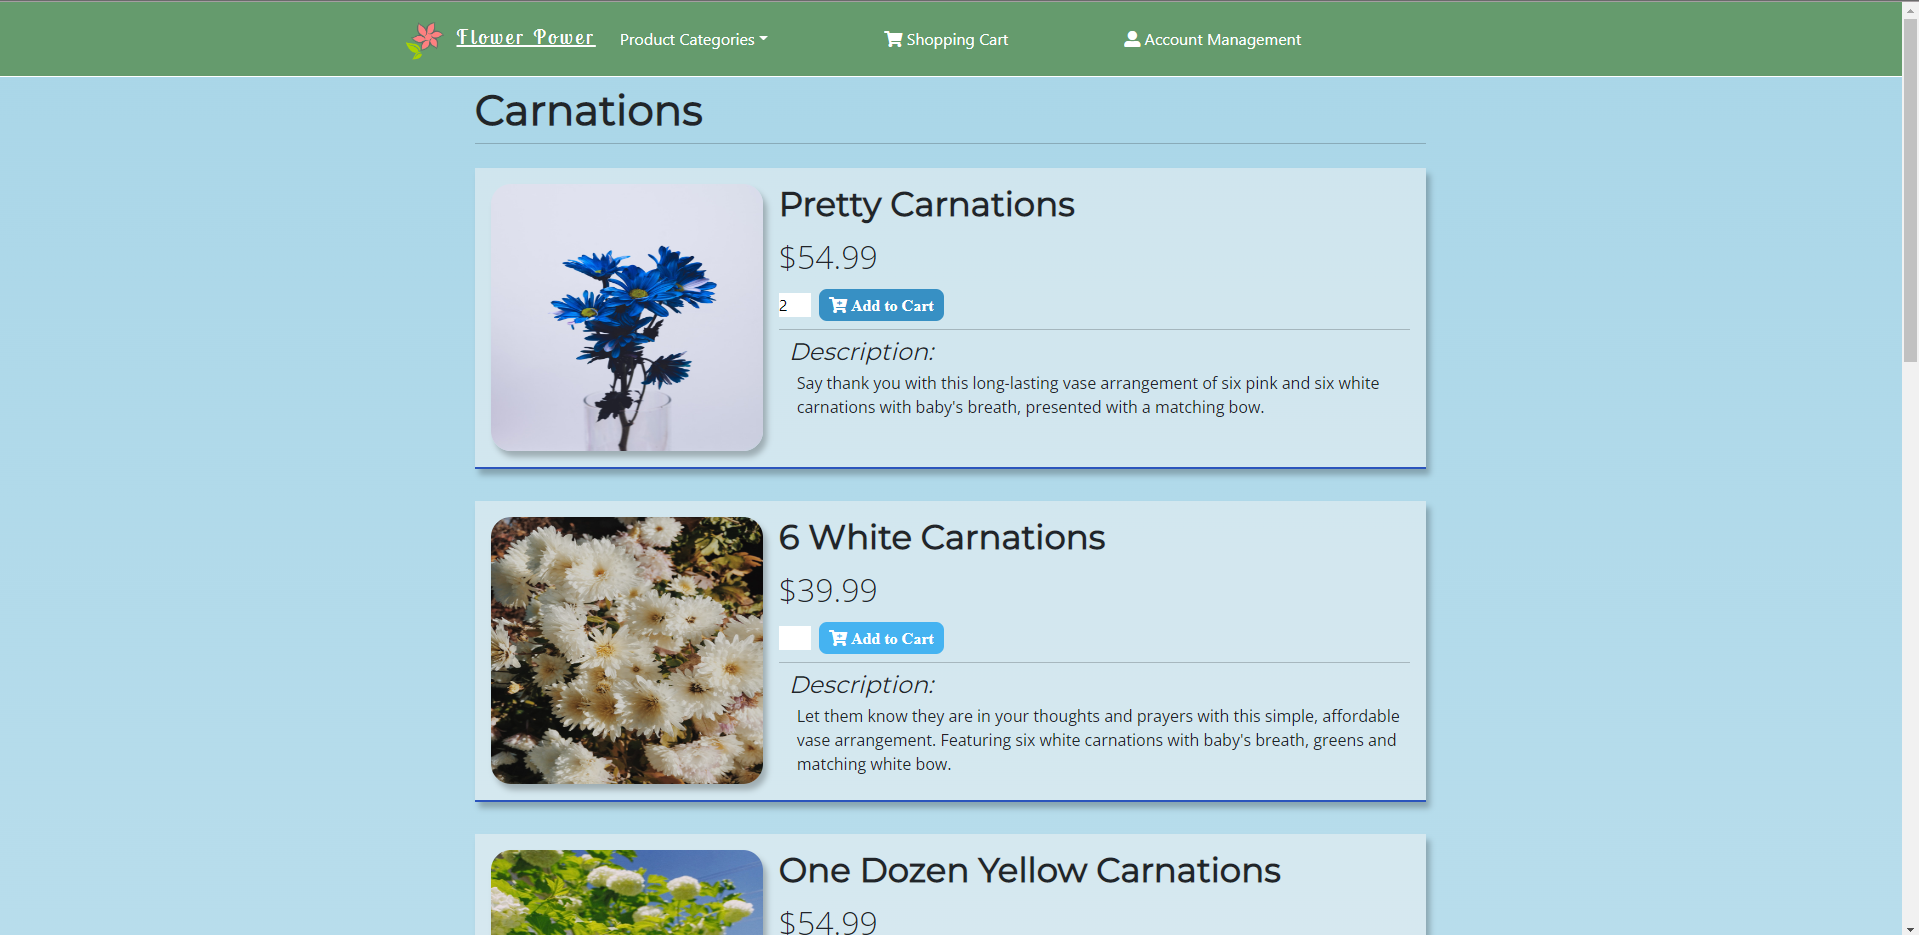 Flower Power
Product Categories
Shopping Cart
Account Management
Carnations
Pretty Carnations
$54.99
2
Add to Cart
Description:
Say thank you with this long-lasting vase arrangement of six pink and six white
carnations with baby's breath, presented with a matching bow.
6 White Carnations
$39.99
Add to Cart
Description:
Let them know they are in your thoughts and prayers with this simple, affordable
vase arrangement. Featuring six white carnations with baby's breath, greens and
matching white bow.
One Dozen Yellow Carnations
$54.99